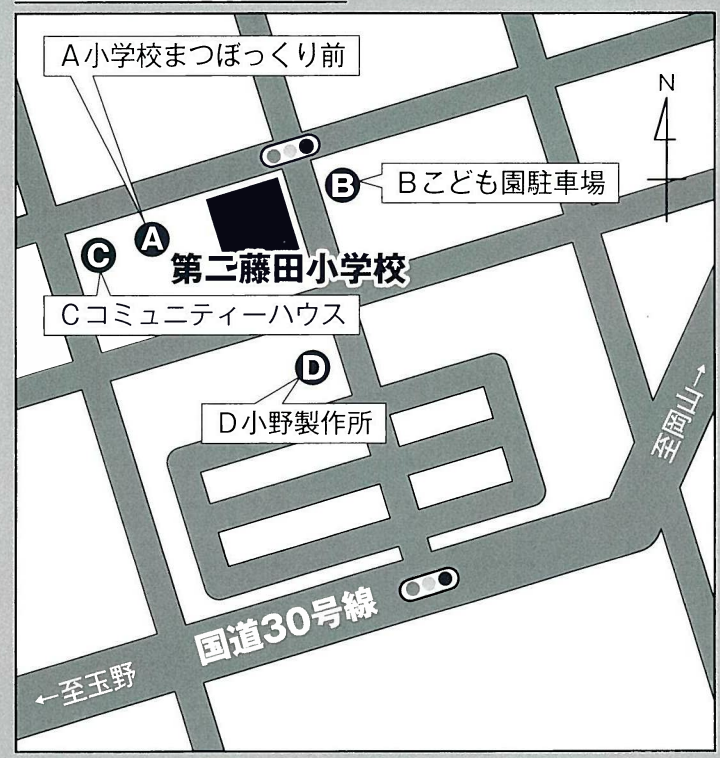 A小学校まつぼっくり前
N
B
Bこども園駐車場
A
C
第二藤田小学校
Cコミュニティーハウス
D
D小野製作所
至岡山→
国道30号線
←至玉野